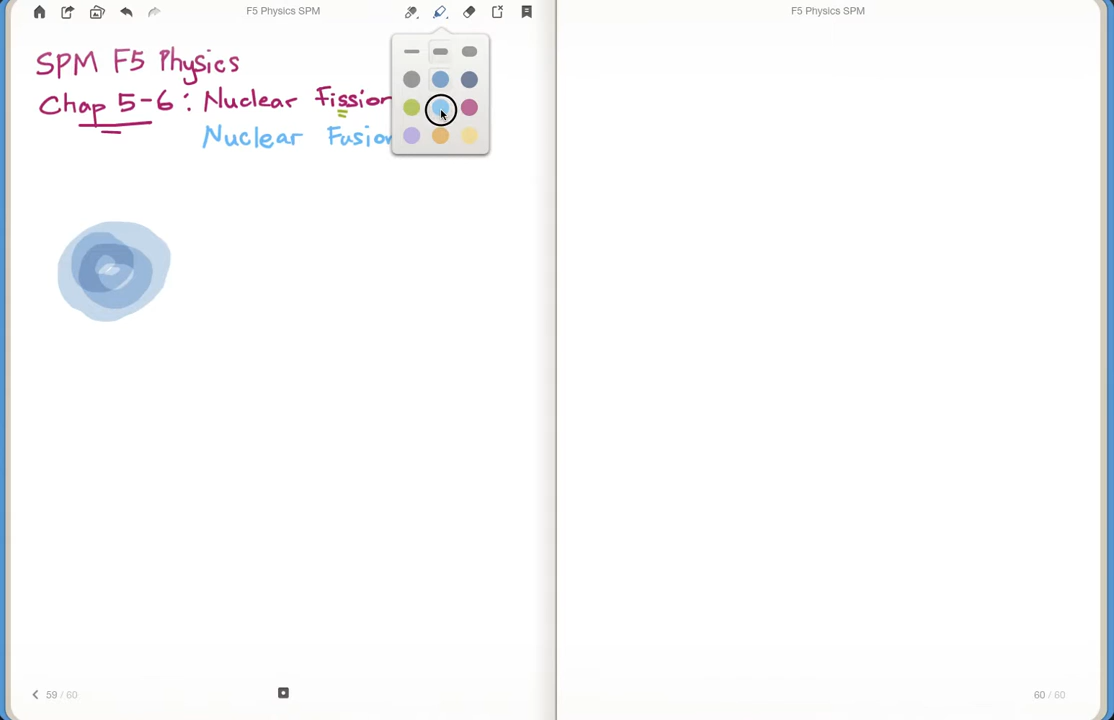 F5 Physics SPM
F5 Physics SPM
SPM F5 Physics
Chap 5-6: Nuclear Fission
Nuclear Fusion
59 / 60
60 / 60